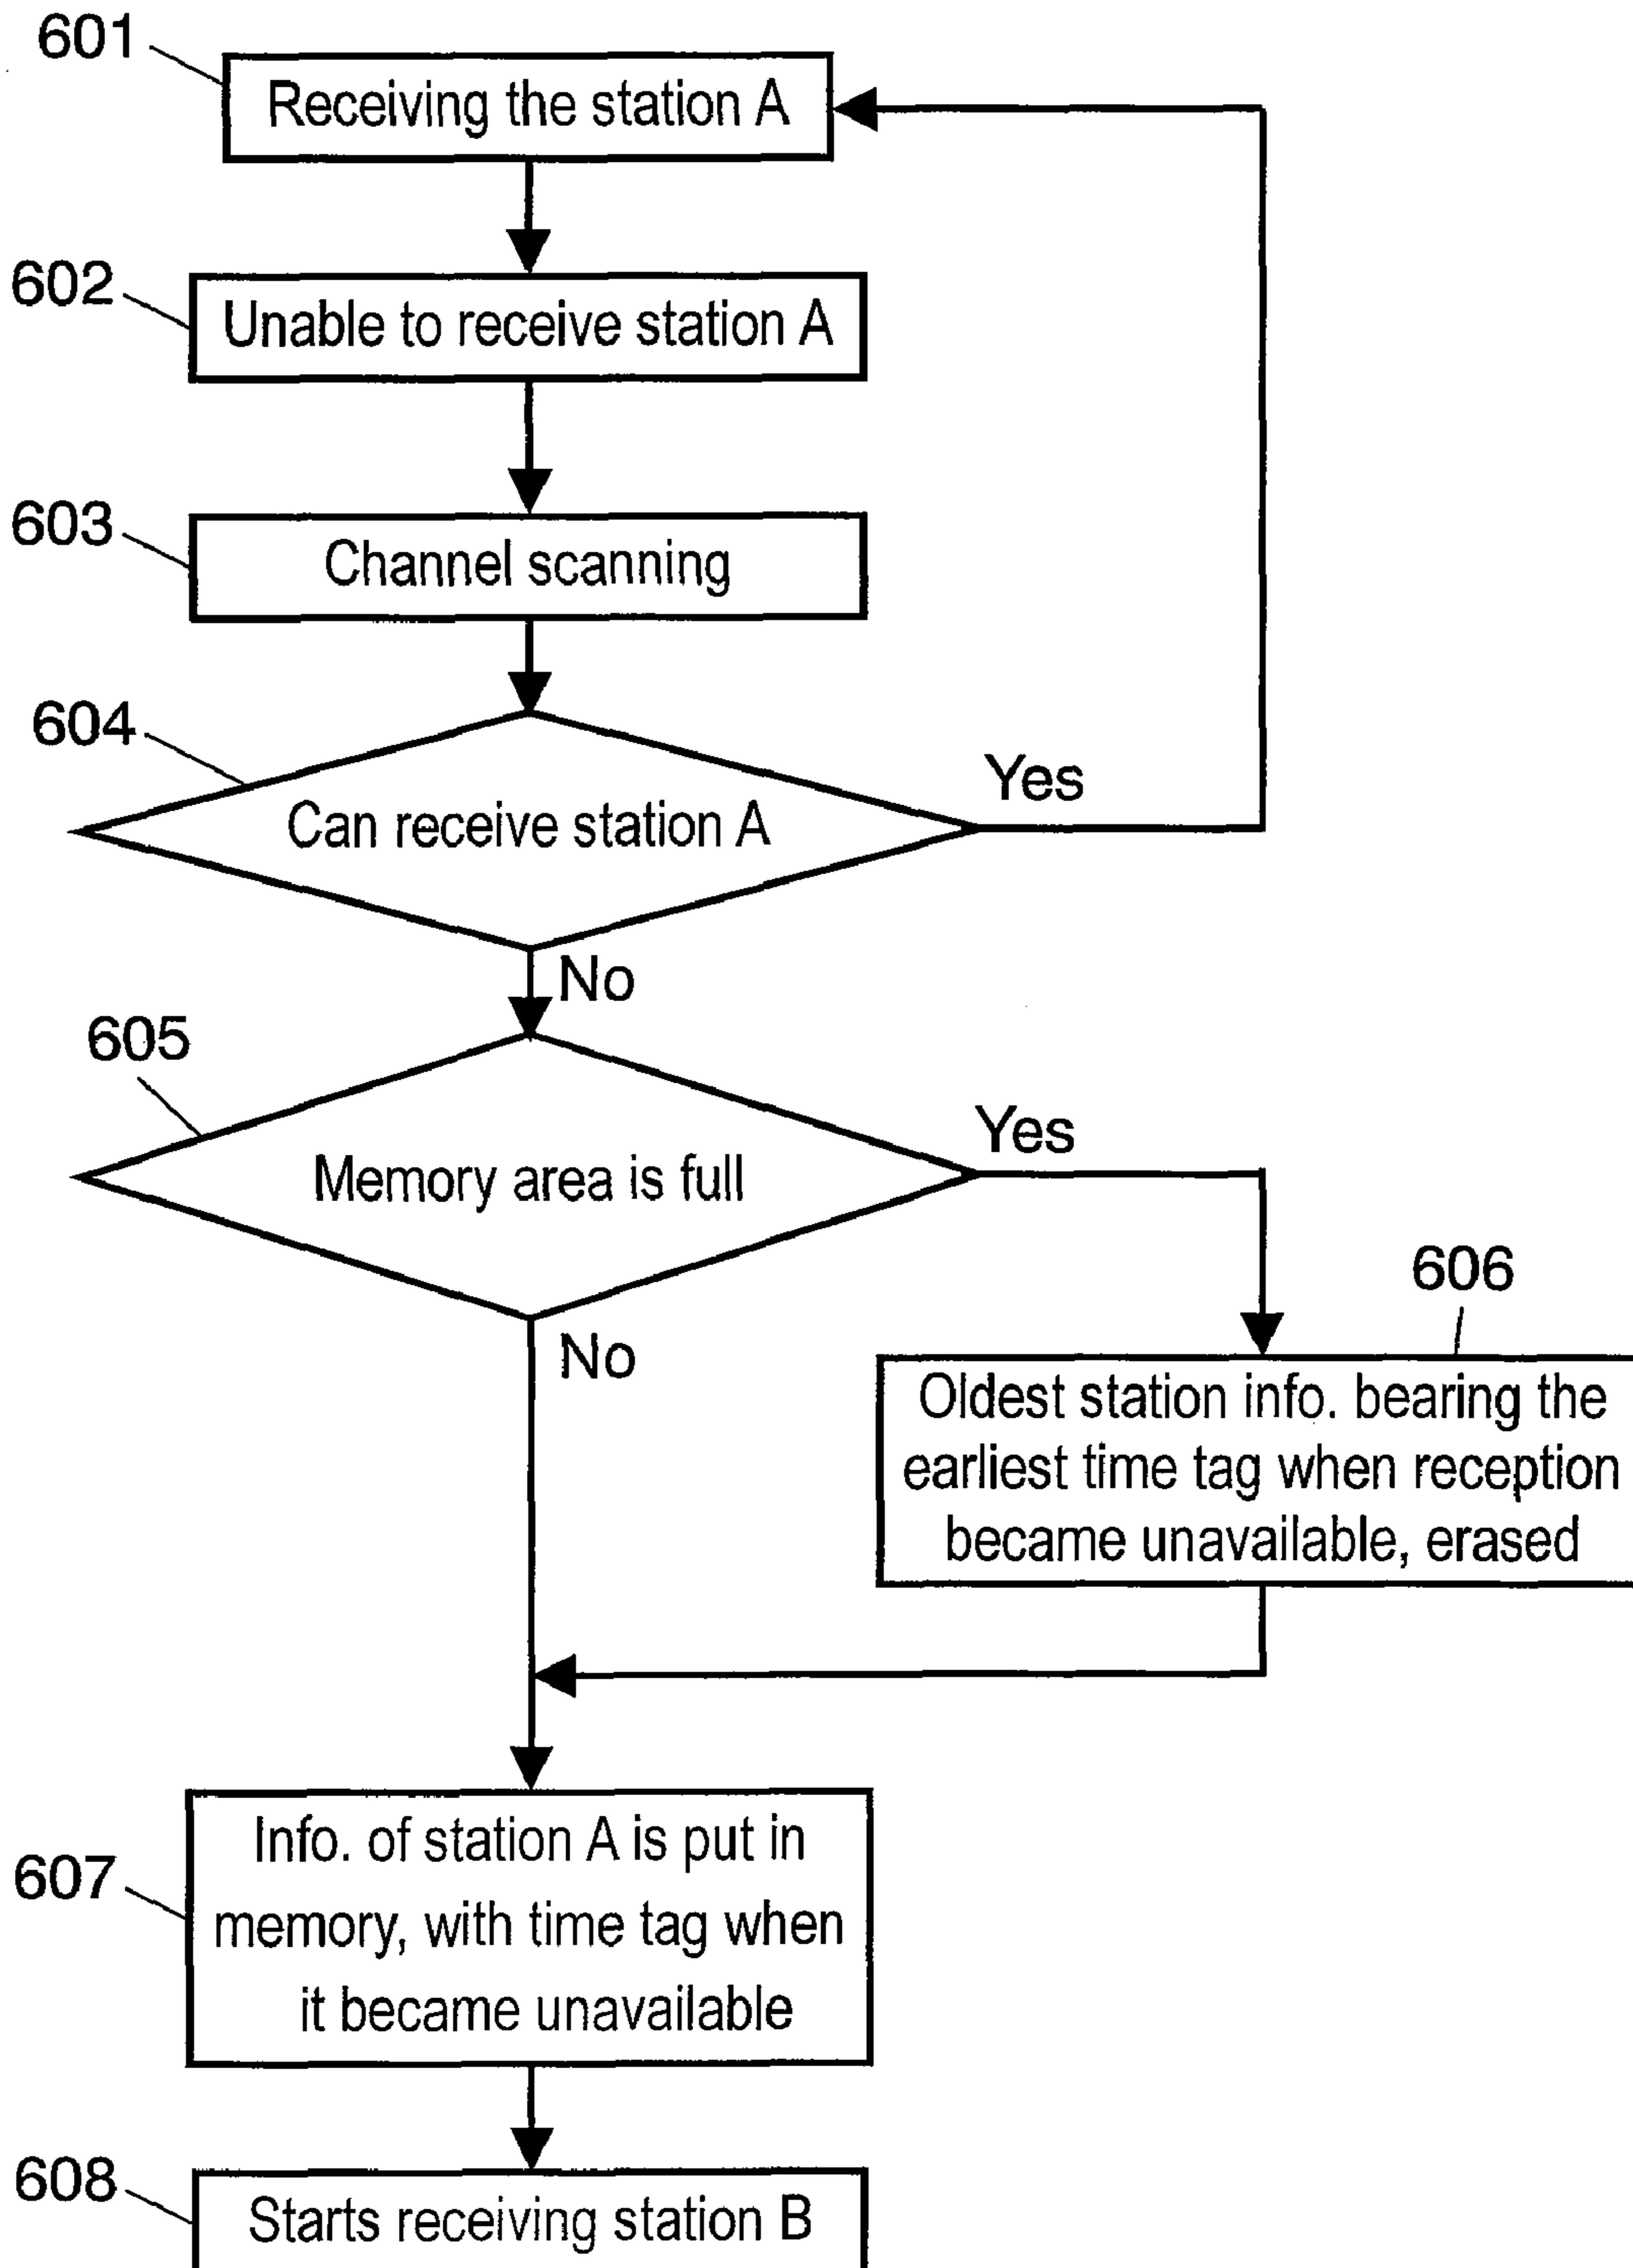 601
Receiving the station A
602
Unable to receive station A
603
Channel scanning
604
Can receive station A
Yes
No
605
Memory area is full
Yes
No
606
Oldest station info. bearing the
earliest time tag when reception
became unavailable, erased
607
Info. of station A is put in
memory, with time tag when
it became unavailable
608
Starts receiving station B